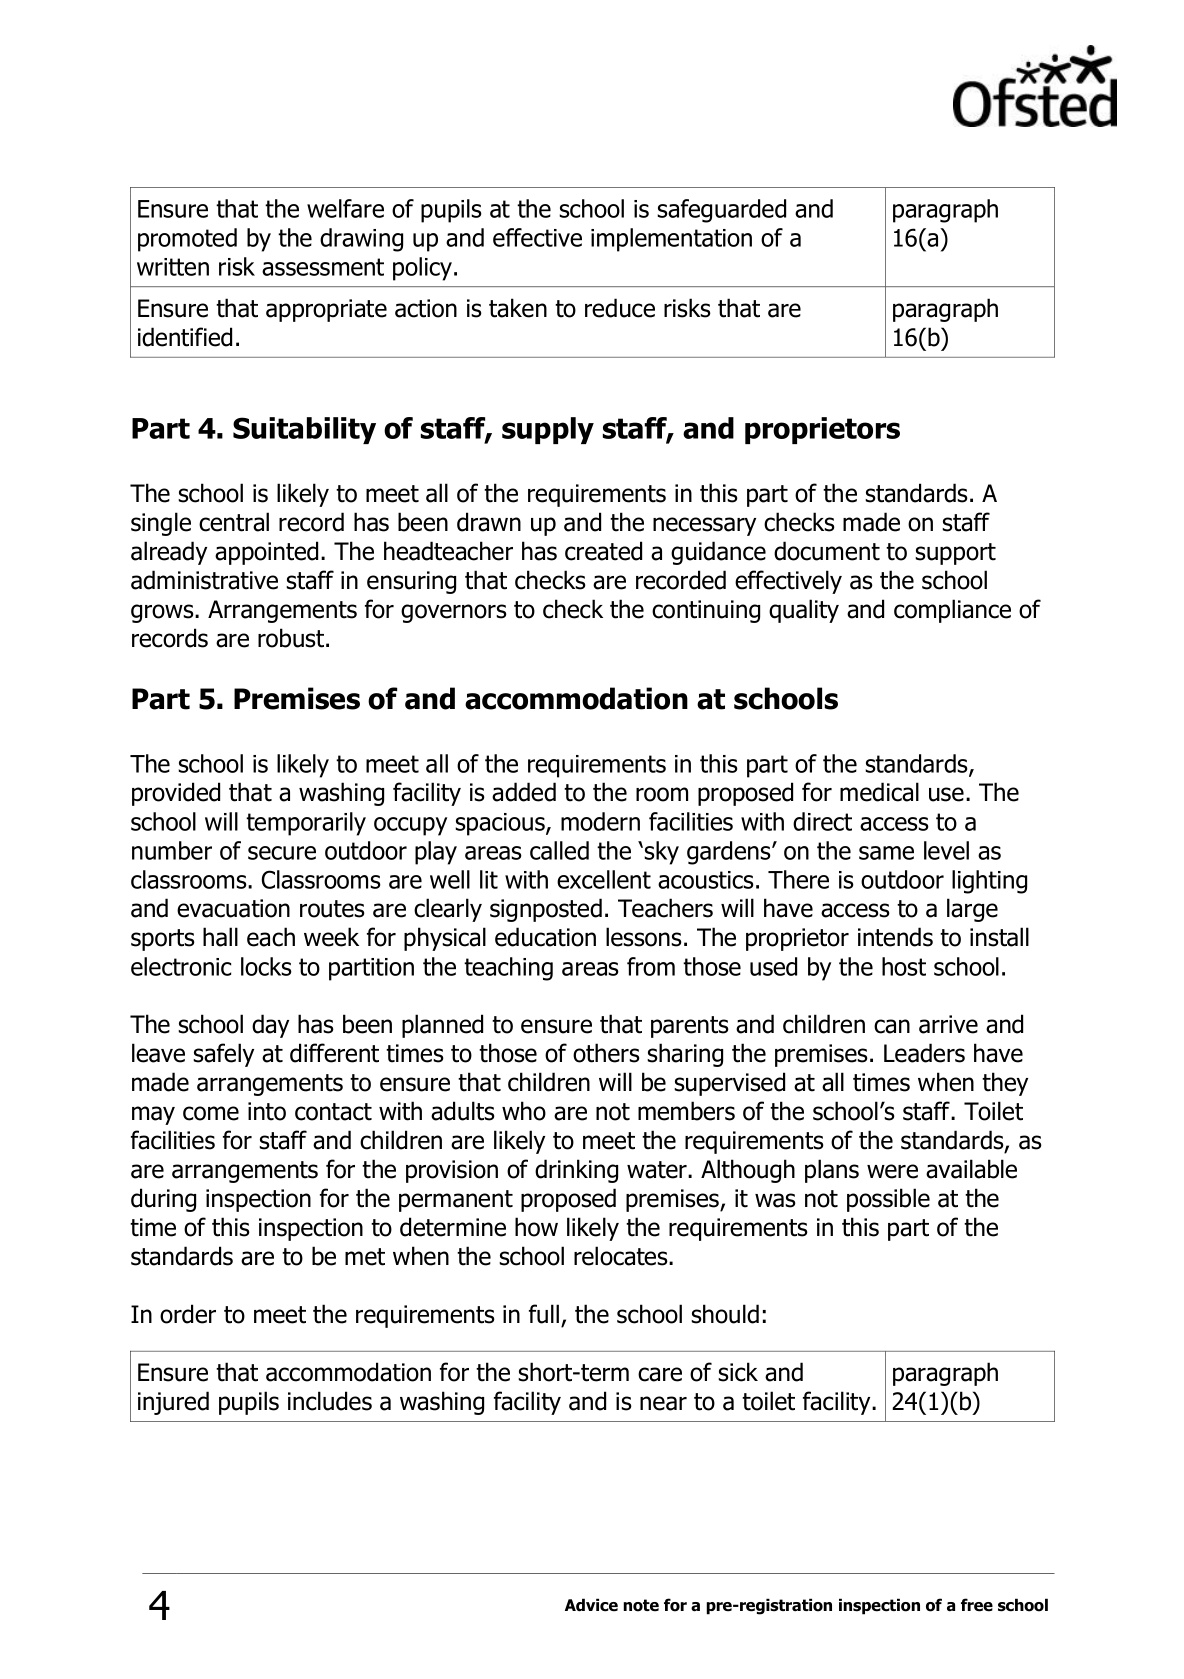 Ofsted
Ensure that the welfare of pupils at the school is safeguarded and
promoted by the drawing up and effective implementation of a
written risk assessment policy.
paragraph
16(a)
Ensure that appropriate action is taken to reduce risks that are
identified.
paragraph
16(b)
Part 4. Suitability of staff, supply staff, and proprietors
The school is likely to meet all of the requirements in this part of the standards. A
single central record has been drawn up and the necessary checks made on staff
already appointed. The headteacher has created a guidance document to support
administrative staff in ensuring that checks are recorded effectively as the school
grows. Arrangements for governors to check the continuing quality and compliance of
records are robust.
Part 5. Premises of and accommodation at schools
The school is likely to meet all of the requirements in this part of the standards,
provided that a washing facility is added to the room proposed for medical use. The
school will temporarily occupy spacious, modern facilities with direct access to a
number of secure outdoor play areas called the ‘sky gardens’ on the same level as
classrooms. Classrooms are well lit with excellent acoustics. There is outdoor lighting
and evacuation routes are clearly signposted. Teachers will have access to a large
sports hall each week for physical education lessons. The proprietor intends to install
electronic locks to partition the teaching areas from those used by the host school.
The school day has been planned to ensure that parents and children can arrive and
leave safely at different times to those of others sharing the premises. Leaders have
made arrangements to ensure that children will be supervised at all times when they
may come into contact with adults who are not members of the school’s staff. Toilet
facilities for staff and children are likely to meet the requirements of the standards, as
are arrangements for the provision of drinking water. Although plans were available
during inspection for the permanent proposed premises, it was not possible at the
time of this inspection to determine how likely the requirements in this part of the
standards are to be met when the school relocates.
In order to meet the requirements in full, the school should:
Ensure that accommodation for the short-term care of sick and
injured pupils includes a washing facility and is near to a toilet facility.
paragraph
24(1)(b)
4
Advice note for a pre-registration inspection of a free school